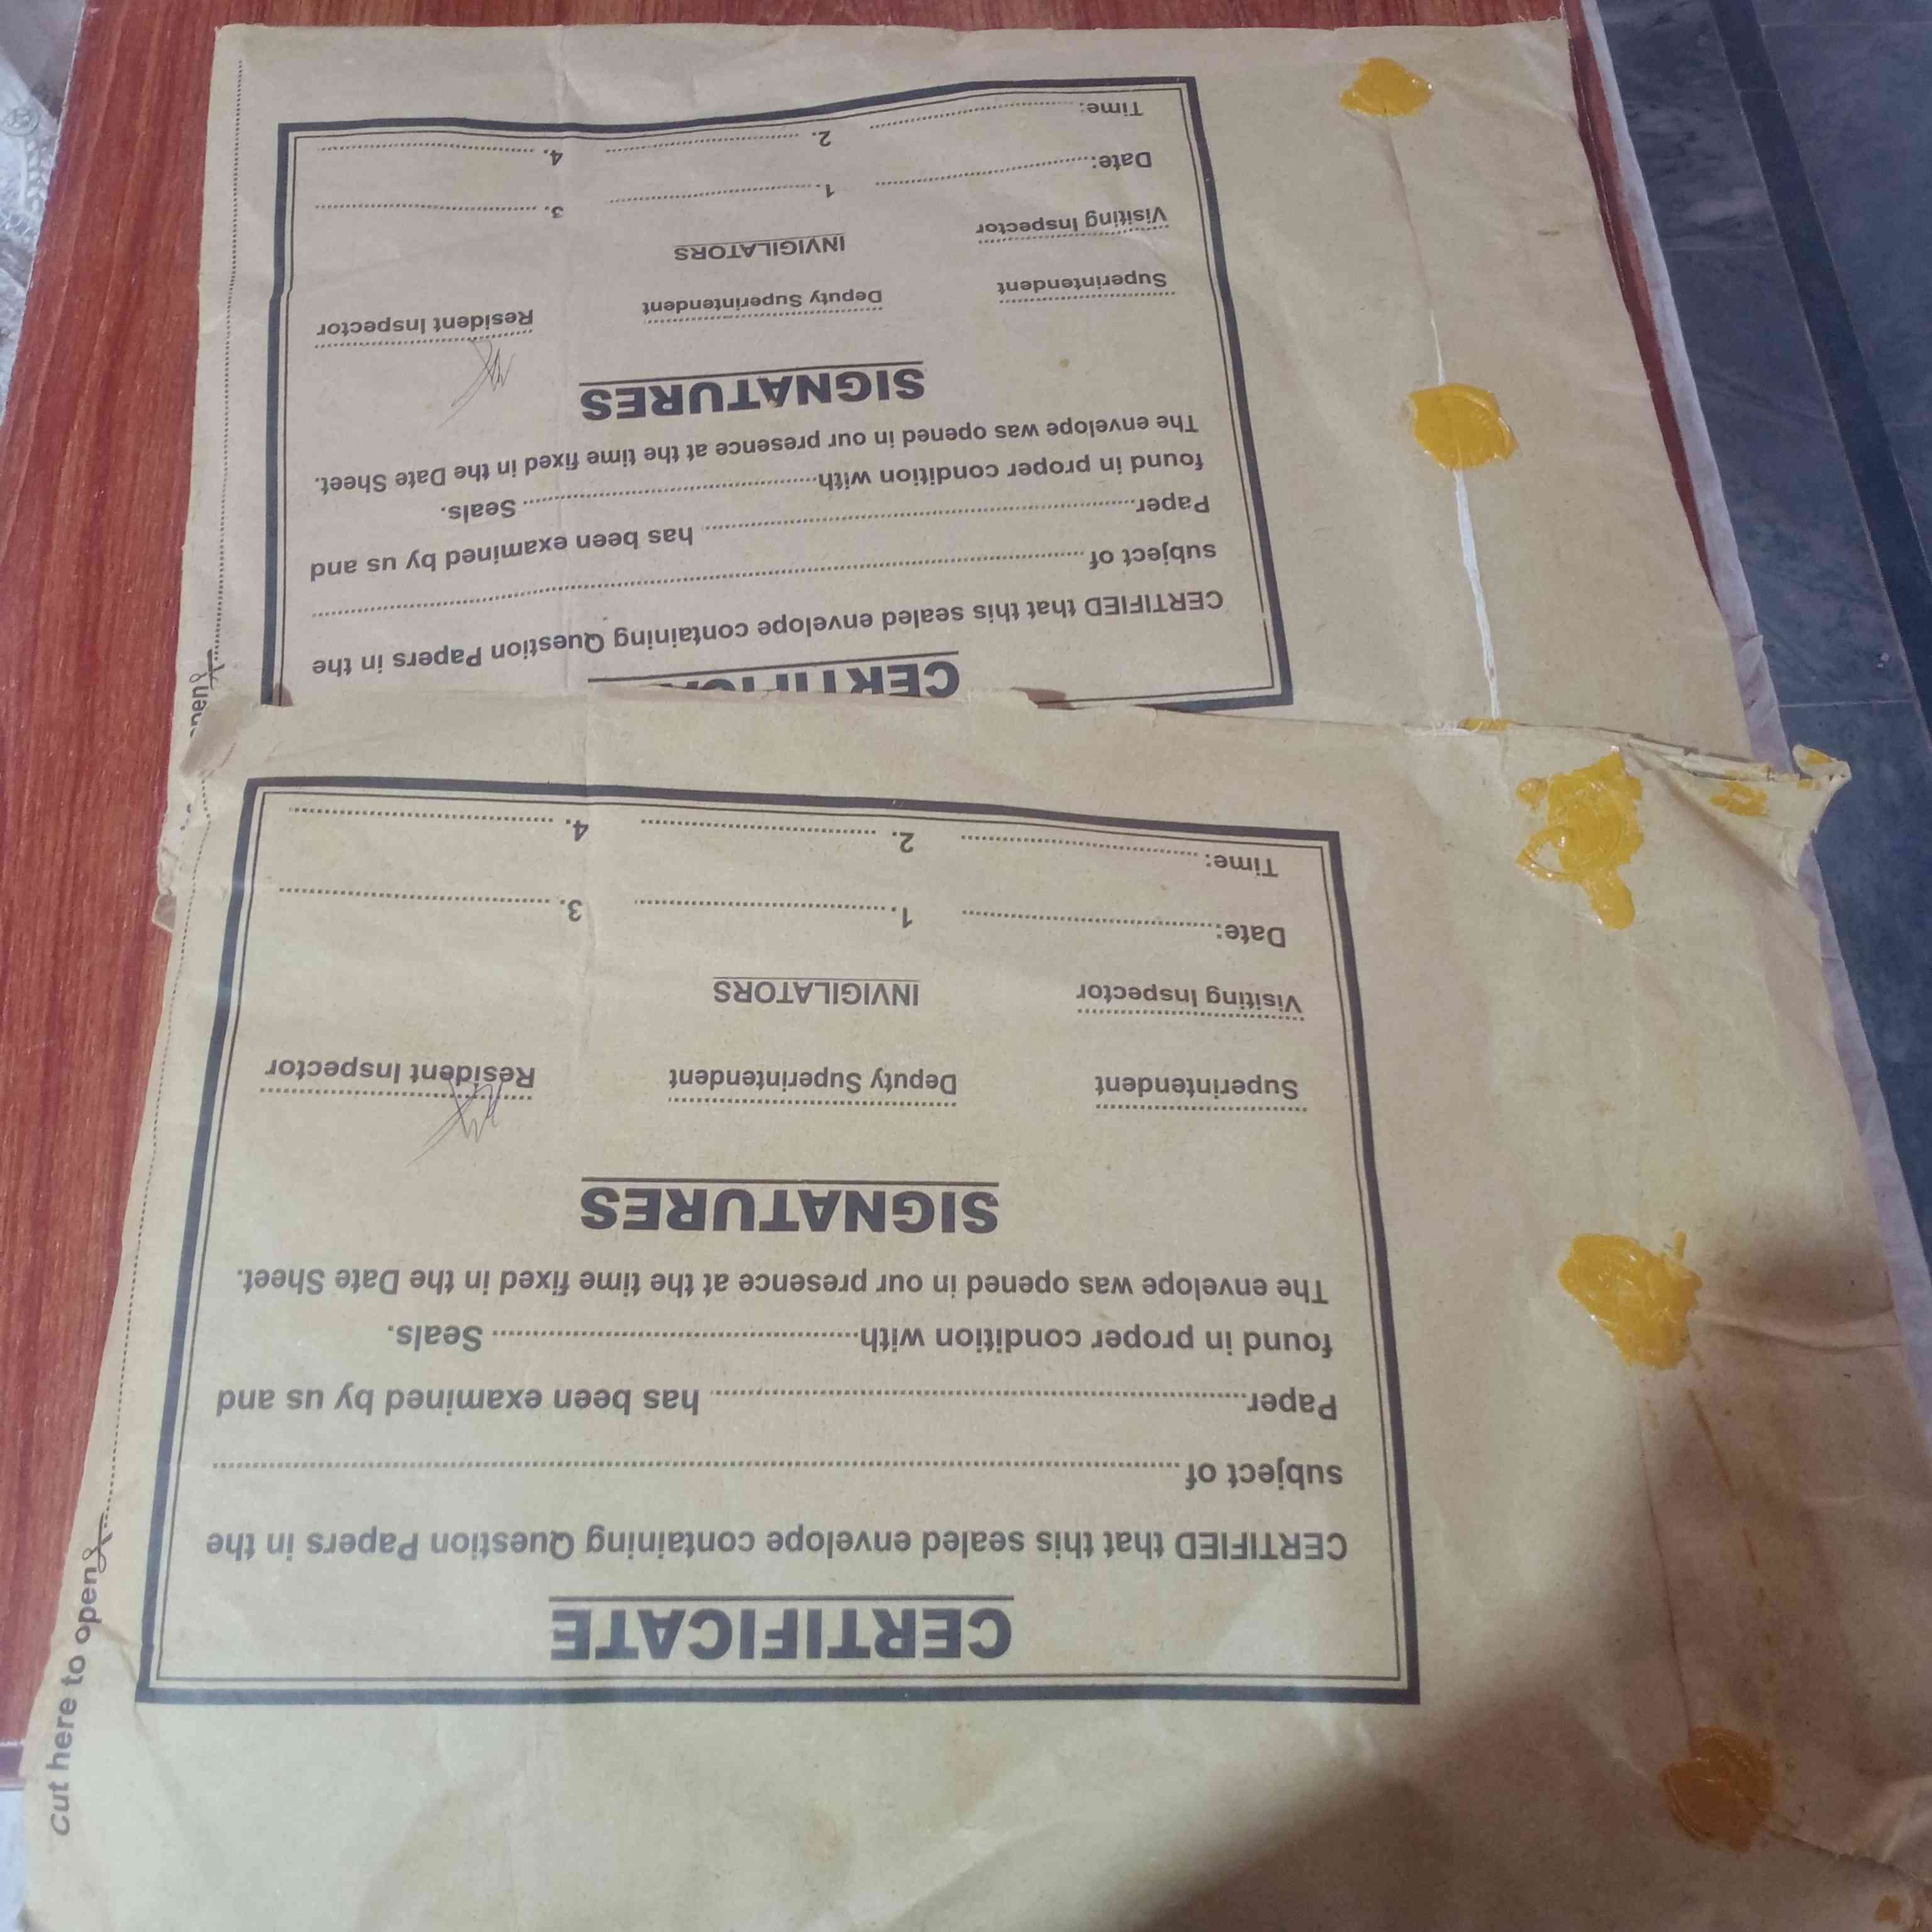 CERTIFICATE
CERTIFIED that this sealed envelope containing Question Papers in the
subject of
Paper has been examined by us and
found in proper condition with Seals.
The envelope was opened in our presence at the time fixed in the Date Sheet.
SIGNATURES
Superintendent Deputy Superintendent Resident Inspector
Visiting Inspector INVIGILATORS
Date: 1. 3.
Time: 2. 4.
Cut here to open
CERTIFIED that this sealed envelope containing Question Papers in the
subject of
Paper has been examined by us and
found in proper condition with Seals.
The envelope was opened in our presence at the time fixed in the Date Sheet.
SIGNATURES
Superintendent Deputy Superintendent Resident Inspector
Visiting Inspector INVIGILATORS
Date: 1. 3.
Time: 2. 4.